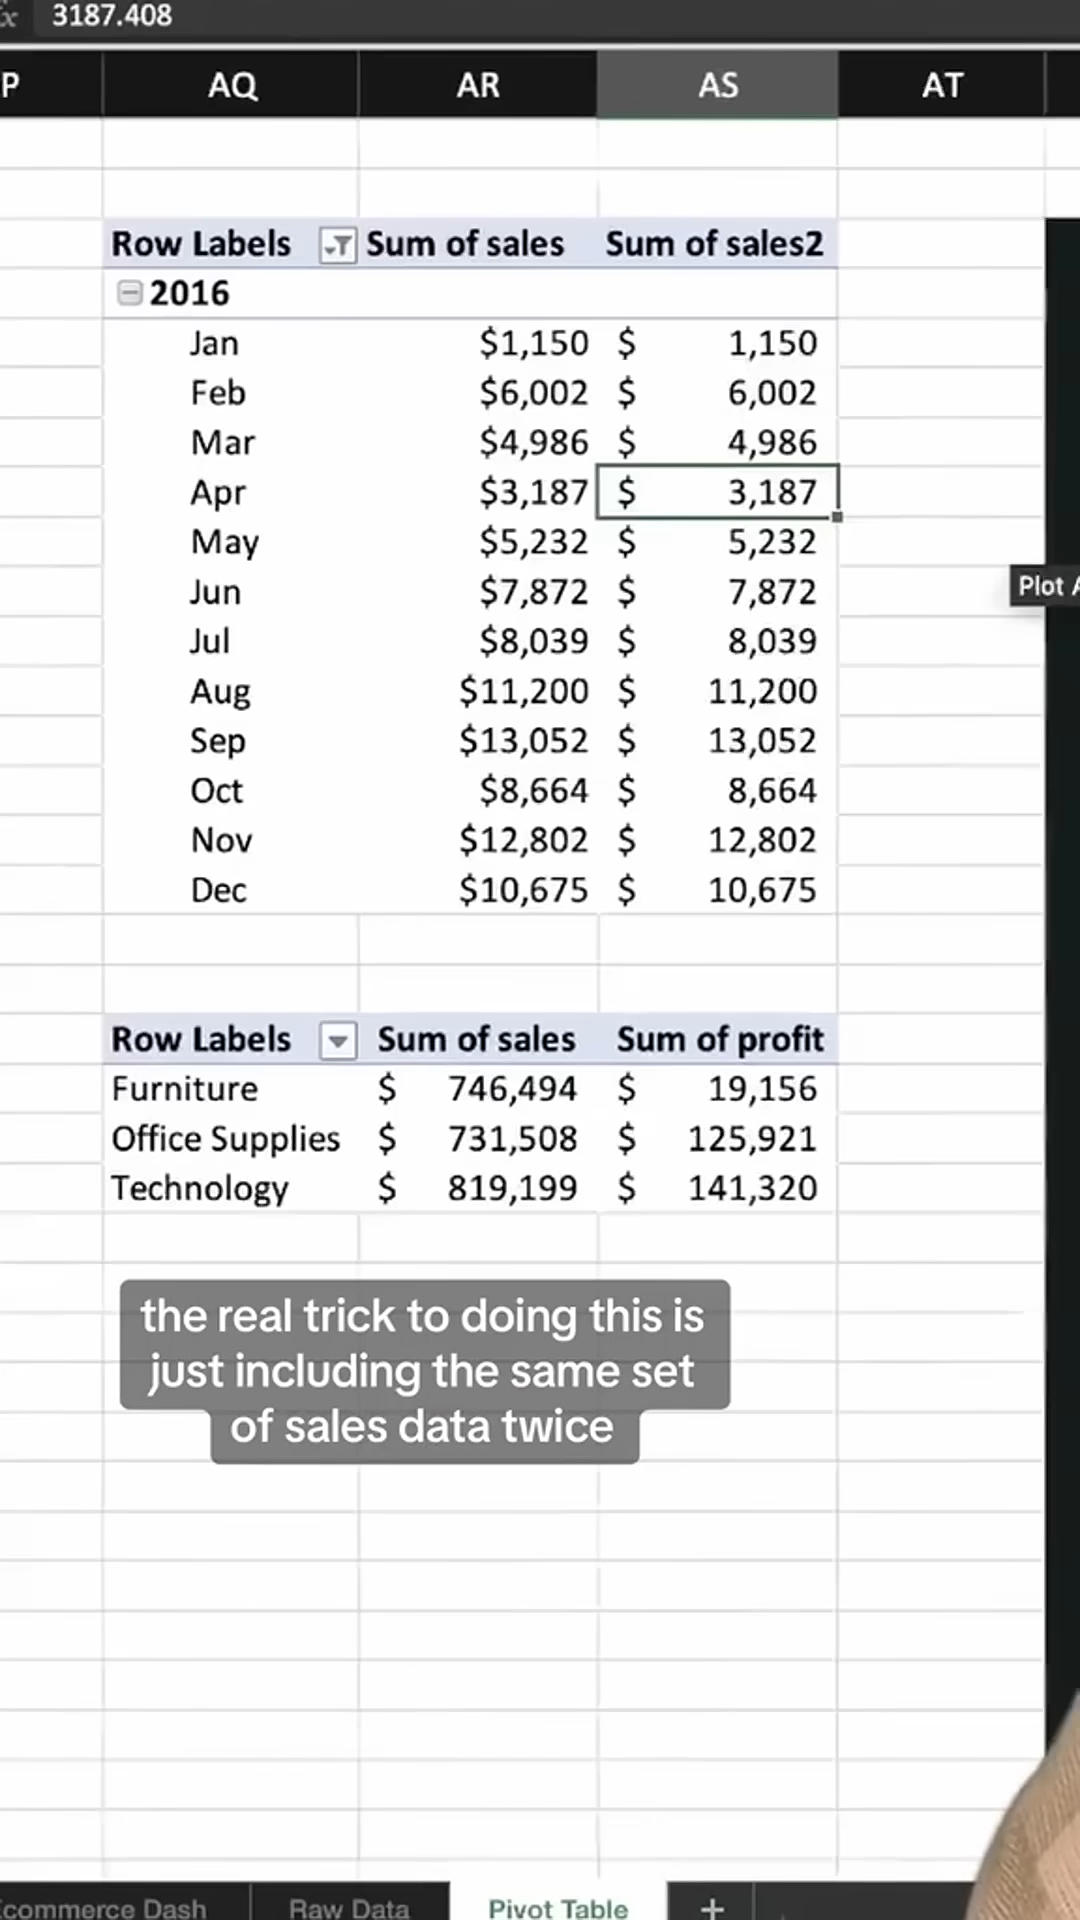 3187.408
P AQ AR AS AT
Row Labels Sum of sales Sum of sales2
2016
Jan $1,150 $ 1,150
Feb $6,002 $ 6,002
Mar $4,986 $ 4,986
Apr $3,187 $ 3,187
May $5,232 $ 5,232
Jun $7,872 $ 7,872
Jul $8,039 $ 8,039
Aug $11,200 $ 11,200
Sep $13,052 $ 13,052
Oct $8,664 $ 8,664
Nov $12,802 $ 12,802
Dec $10,675 $ 10,675
Plot A
Row Labels Sum of sales Sum of profit
Furniture $ 746,494 $ 19,156
Office Supplies $ 731,508 $ 125,921
Technology $ 819,199 $ 141,320
the real trick to doing this is
just including the same set
of sales data twice
commerce Dash Raw Data Pivot Table +